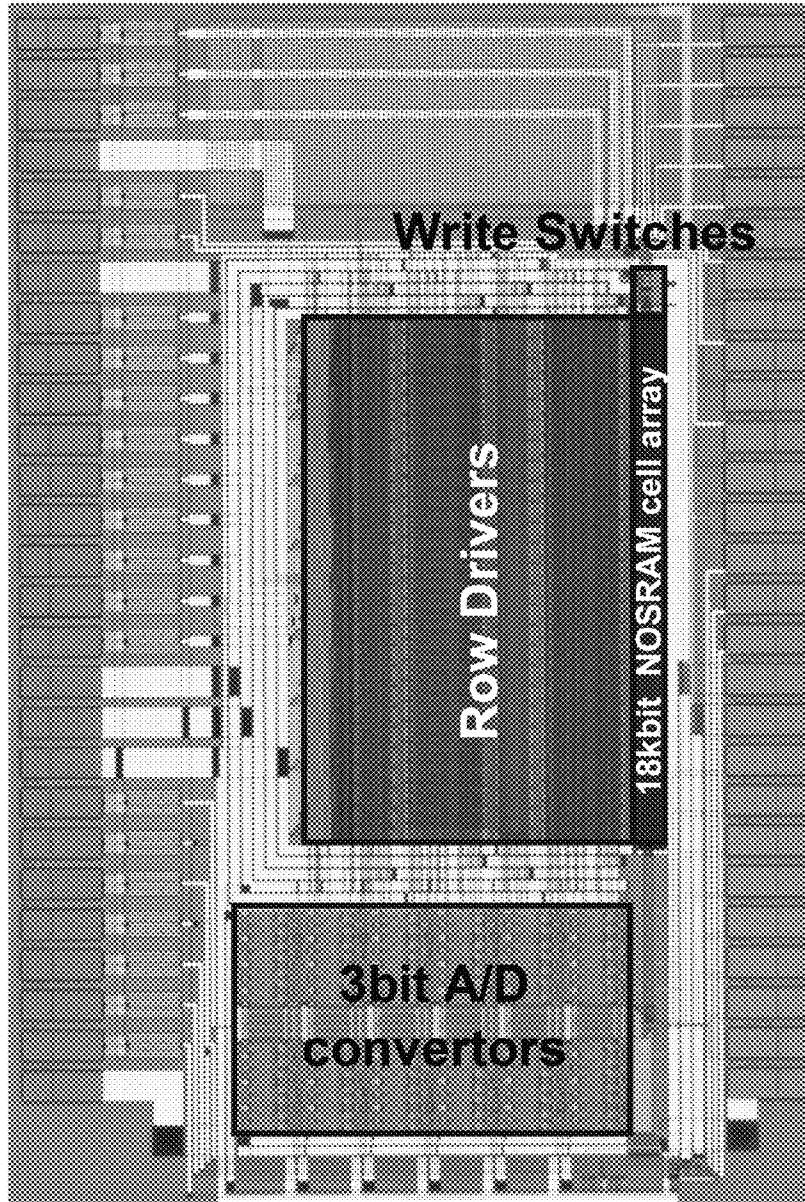 Write Switches
Row Drivers
18kbit NOSRAM cell array
3bit A/D
convertors